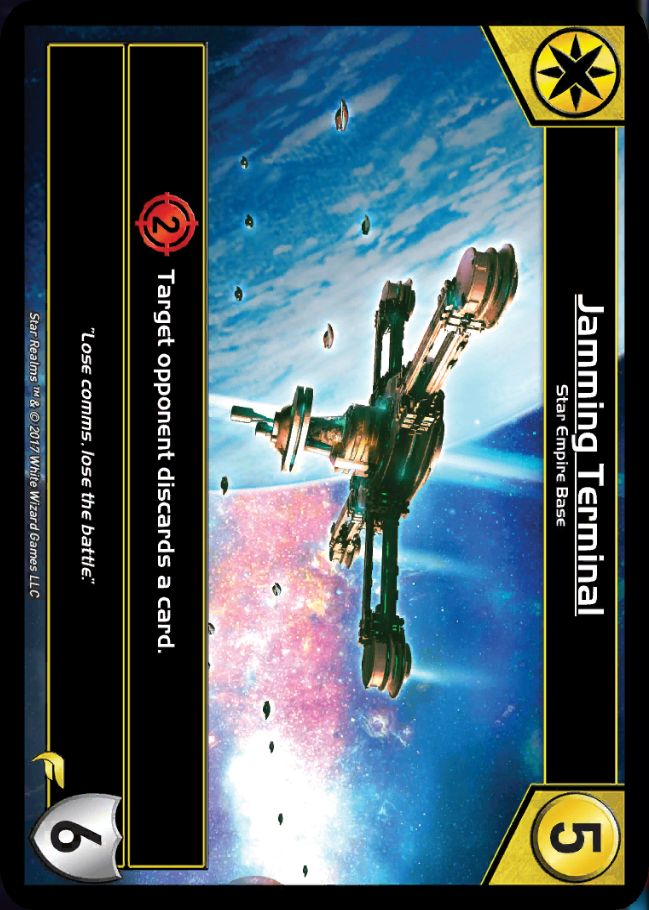 Jamming Terminal
Star Empire Base
5
2 Target opponent discards a card.
"Lose comms, lose the battle."
6
Star Realms ™ & © 2017 White Wizard Games LLC